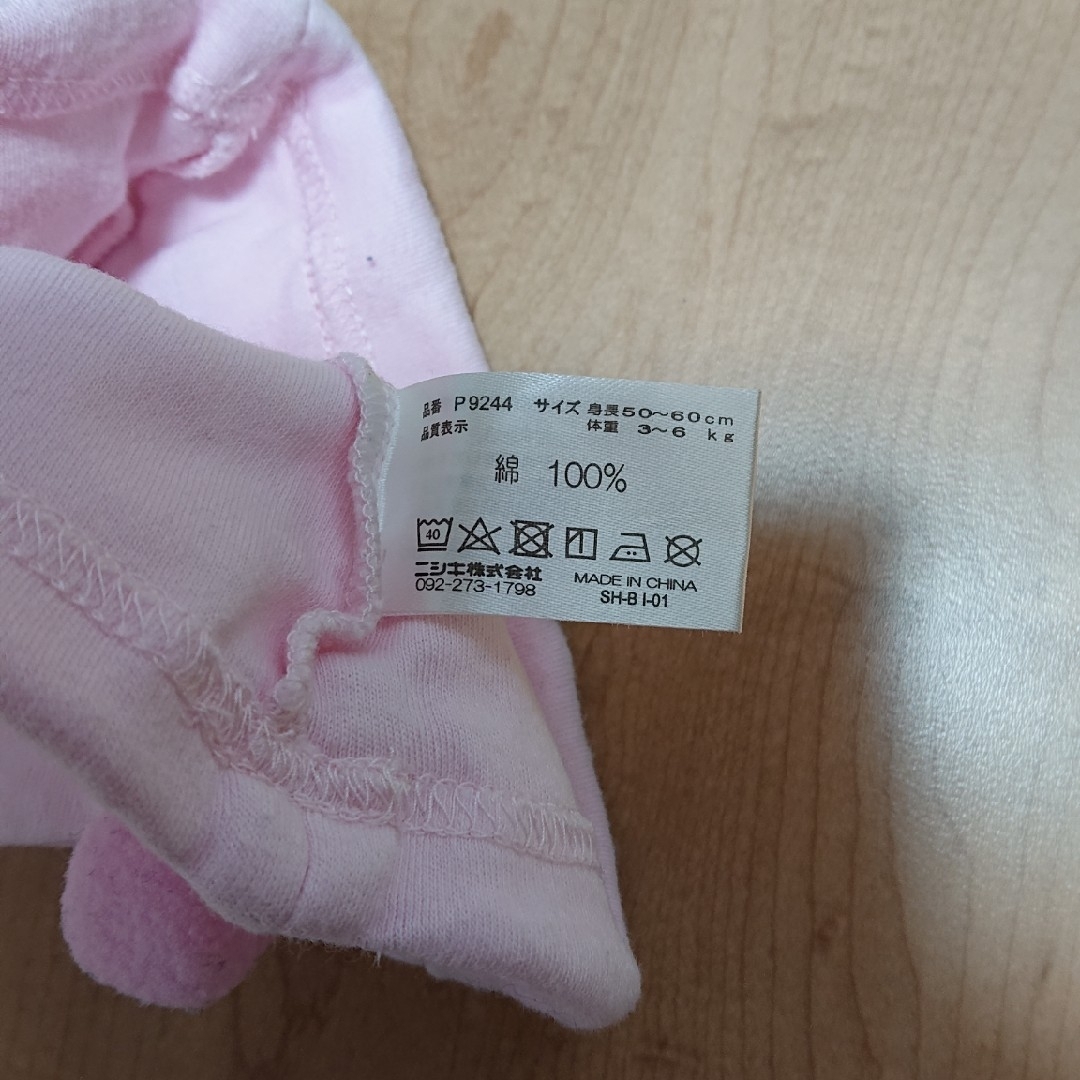 品番 P9244 サイズ 身長50〜60cm
品質表示 体重 3〜6 kg
綿 100%
40
ニシキ株式会社 MADE IN CHINA
092-273-1798 SH-B I-01